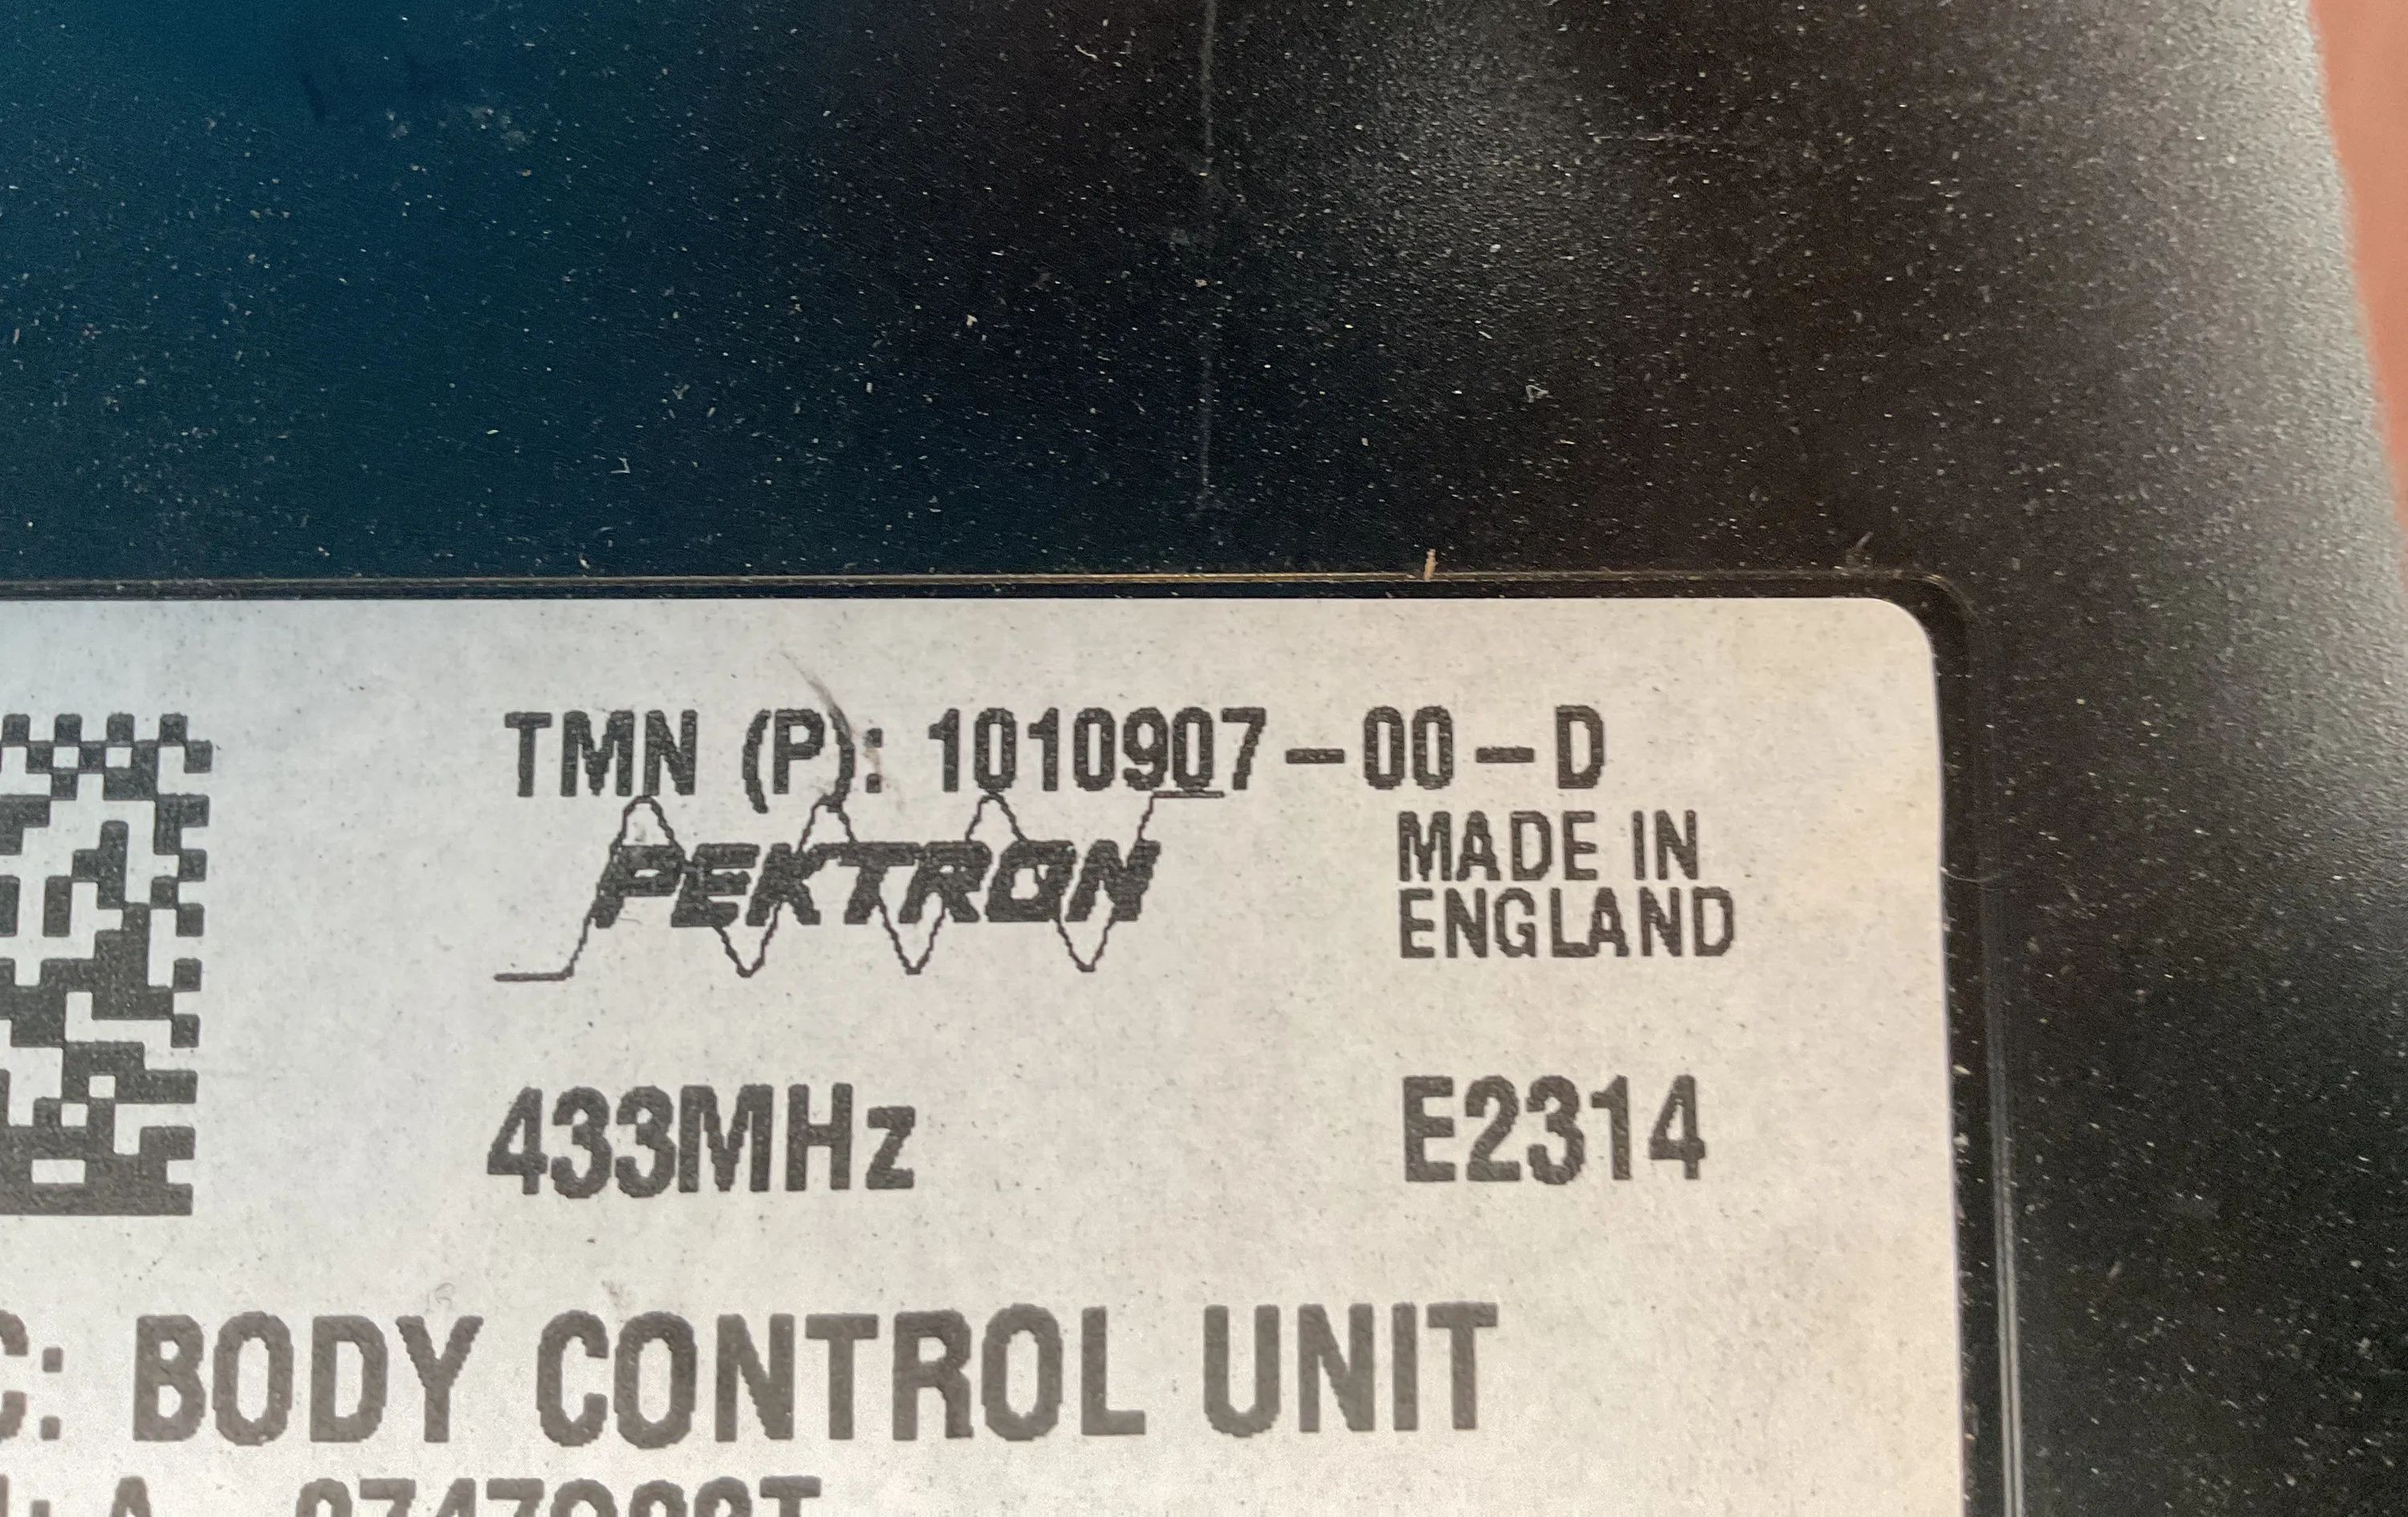 TMN (P): 1010907-00-D
PEKTRON
MADE IN
ENGLAND
433MHz
E2314
C: BODY CONTROL UNIT